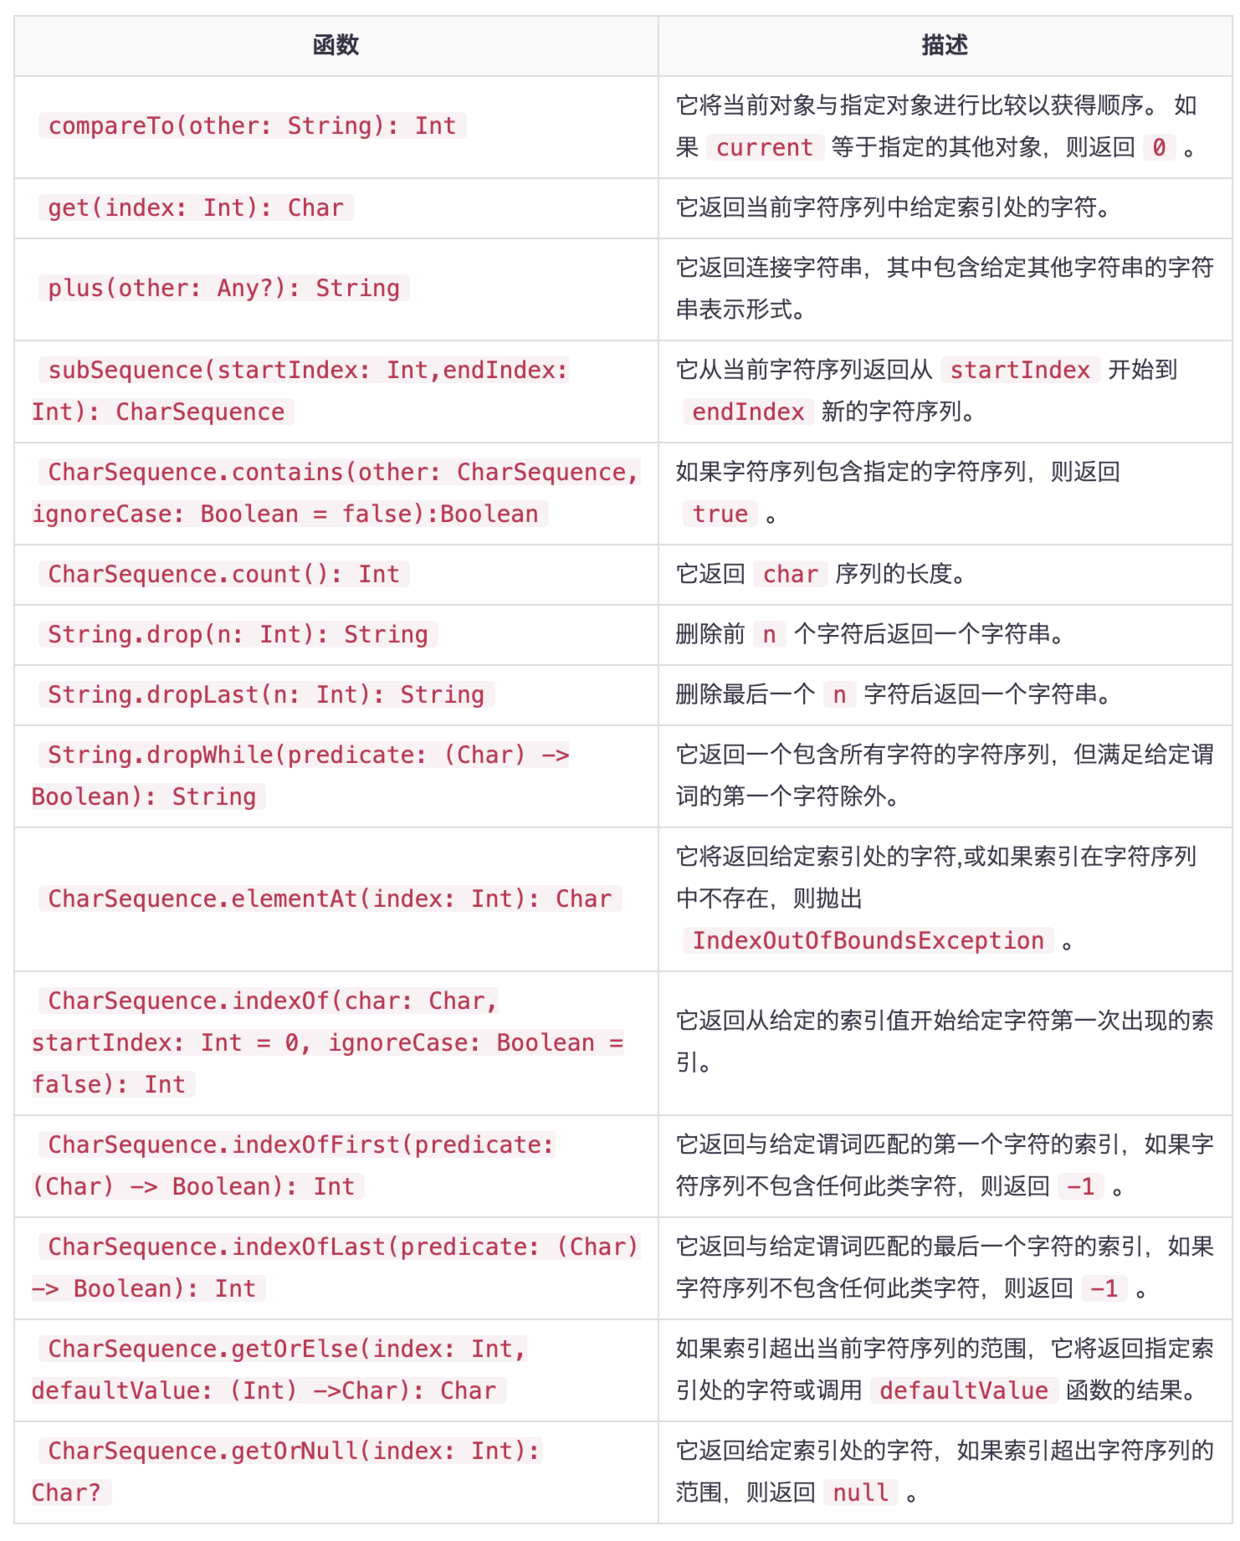 函数
描述
compareTo(other: String): Int
它将当前对象与指定对象进行比较以获得顺序。 如
果 current 等于指定的其他对象，则返回 0 。
get(index: Int): Char
它返回当前字符序列中给定索引处的字符。
plus(other: Any?): String
它返回连接字符串，其中包含给定其他字符串的字符
串表示形式。
subSequence(startIndex: Int,endIndex:
Int): CharSequence
它从当前字符序列返回从 startIndex 开始到
endIndex 新的字符序列。
CharSequence.contains(other: CharSequence,
ignoreCase: Boolean = false):Boolean
如果字符序列包含指定的字符序列，则返回
true 。
CharSequence.count(): Int
它返回 char 序列的长度。
String.drop(n: Int): String
删除前 n 个字符后返回一个字符串。
String.dropLast(n: Int): String
删除最后一个 n 字符后返回一个字符串。
String.dropWhile(predicate: (Char) ->
Boolean): String
它返回一个包含所有字符的字符序列，但满足给定谓
词的第一个字符除外。
CharSequence.elementAt(index: Int): Char
它将返回给定索引处的字符,或如果索引在字符序列
中不存在，则抛出
IndexOutOfBoundsException 。
CharSequence.indexOf(char: Char,
startIndex: Int = 0, ignoreCase: Boolean =
false): Int
它返回从给定的索引值开始给定字符第一次出现的索
引。
CharSequence.indexOfFirst(predicate:
(Char) -> Boolean): Int
它返回与给定谓词匹配的第一个字符的索引，如果字
符序列不包含任何此类字符，则返回 -1 。
CharSequence.indexOfLast(predicate: (Char)
-> Boolean): Int
它返回与给定谓词匹配的最后一个字符的索引，如果
字符序列不包含任何此类字符，则返回 -1 。
CharSequence.getOrElse(index: Int,
defaultValue: (Int) ->Char): Char
如果索引超出当前字符序列的范围，它将返回指定索
引处的字符或调用 defaultValue 函数的结果。
CharSequence.getOrNull(index: Int):
Char?
它返回给定索引处的字符，如果索引超出字符序列的
范围，则返回 null 。